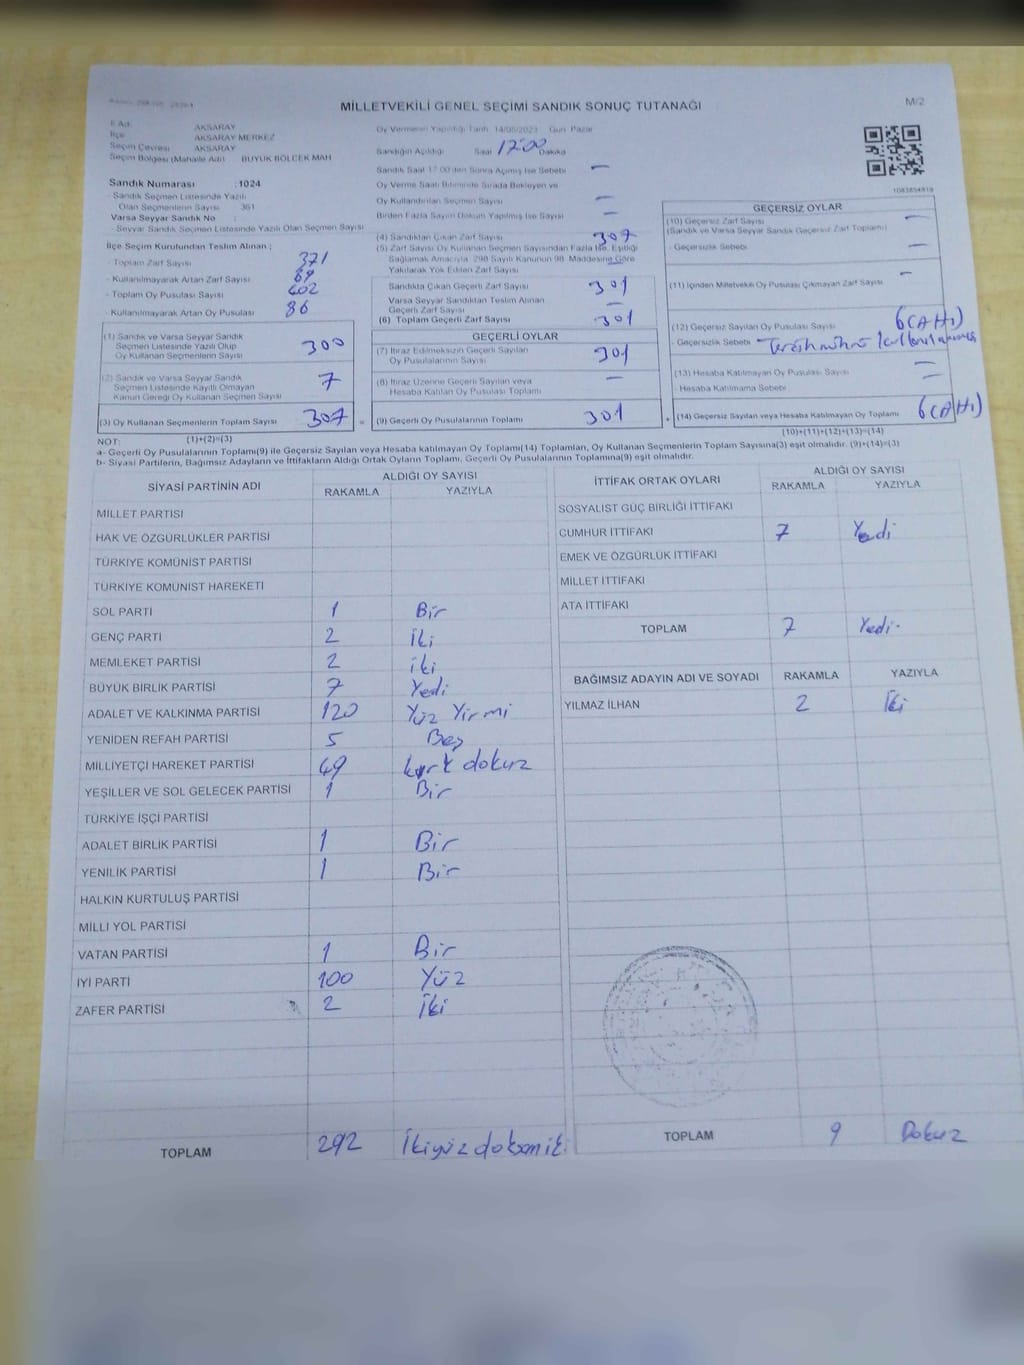 MİLLETVEKİLİ GENEL SEÇİMİ SANDIK SONUÇ TUTANAĞI
M/2
İl Adı AKSARAY
İlçe AKSARAY MERKEZ
Seçim Çevresi AKSARAY
Seçim Bölgesi (Mahalle Adı) BÜYÜK BÖLCEK MAH
Oy Vermenin Yapıldığı Tarih 14/05/2023 Gün Pazar
Sandığın Açıldığı Saat 17:00 Dakika
Sandık Saat 17:00'den Sonra Açılmış İse Sebebi —
Oy Verme Saati Bitiminde Sırada Bekleyen ve
Oy Kullandırılan Seçmen Sayısı —
Birden Fazla Sayım Döküm Yapılmış İse Sayısı —
1083854818
Sandık Numarası : 1024
- Sandık Seçmen Listesinde Yazılı
Olan Seçmenlerin Sayısı : 361
Varsa Seyyar Sandık No :
- Seyyar Sandık Seçmen Listesinde Yazılı Olan Seçmen Sayısı
İlçe Seçim Kurulundan Teslim Alınan ;
- Toplam Zarf Sayısı 371
- Kullanılmayarak Artan Zarf Sayısı
- Toplam Oy Pusulası Sayısı 402
- Kullanılmayarak Artan Oy Pusulası 86
(1) Sandık ve Varsa Seyyar Sandık
Seçmen Listesinde Yazılı Olup
Oy Kullanan Seçmenlerin Sayısı 300
(2) Sandık ve Varsa Seyyar Sandık
Seçmen Listesinde Kayıtlı Olmayan
Kanun Gereği Oy Kullanan Seçmen Sayısı 7
(3) Oy Kullanan Seçmenlerin Toplam Sayısı 307
(1)+(2)=(3)
(4) Sandıktan Çıkan Zarf Sayısı 307
(5) Zarf Sayısı Oy Kullanan Seçmen Sayısından Fazla İse, Eşitliği
Sağlamak Amacıyla, 298 Sayılı Kanunun 98. Maddesine Göre
Yakılarak Yok Edilen Zarf Sayısı
Sandıkta Çıkan Geçerli Zarf Sayısı 301
Varsa Seyyar Sandıktan Teslim Alınan
Geçerli Zarf Sayısı —
(6) Toplam Geçerli Zarf Sayısı 301
GEÇERLİ OYLAR
(7) İtiraz Edilmeksizin Geçerli Sayılan
Oy Pusulalarının Sayısı 301
(8) İtiraz Üzerine Geçerli Sayılan veya
Hesaba Katılan Oy Pusulası Toplamı —
= (9) Geçerli Oy Pusulalarının Toplamı 301
GEÇERSİZ OYLAR
(10) Geçersiz Zarf Sayısı —
(Sandık ve Varsa Seyyar Sandık Geçersiz Zarf Toplamı)
- Geçersizlik Sebebi —
(11) İçinden Milletvekili Oy Pusulası Çıkmayan Zarf Sayısı —
(12) Geçersiz Sayılan Oy Pusulası Sayısı 6 (Altı)
- Geçersizlik Sebebi
(13) Hesaba Katılmayan Oy Pusulası Sayısı —
Hesaba Katılmama Sebebi —
+ (14) Geçersiz Sayılan veya Hesaba Katılmayan Oy Toplamı 6 (Altı)
(10)+(11)+(12)+(13)=(14)
NOT:
a- Geçerli Oy Pusulalarının Toplamı(9) ile Geçersiz Sayılan veya Hesaba katılmayan Oy Toplamı(14) Toplamları, Oy Kullanan Seçmenlerin Toplam Sayısına(3) eşit olmalıdır. (9)+(14)=(3)
b- Siyasi Partilerin, Bağımsız Adayların ve İttifakların Aldığı Ortak Oyların Toplamı, Geçerli Oy Pusulalarının Toplamına(9) eşit olmalıdır.
SİYASİ PARTİNİN ADI ALDIĞI OY SAYISI
RAKAMLA YAZIYLA
MİLLET PARTİSİ
HAK VE ÖZGÜRLÜKLER PARTİSİ
TÜRKİYE KOMÜNİST PARTİSİ
TÜRKİYE KOMÜNİST HAREKETİ
SOL PARTİ 1 Bir
GENÇ PARTİ 2 İki
MEMLEKET PARTİSİ 2 iki
BÜYÜK BİRLİK PARTİSİ 7 Yedi
ADALET VE KALKINMA PARTİSİ 120 Yüz Yirmi
YENİDEN REFAH PARTİSİ 5 Beş
MİLLİYETÇİ HAREKET PARTİSİ 49 kırk dokuz
YEŞİLLER VE SOL GELECEK PARTİSİ 1 Bir
TÜRKİYE İŞÇİ PARTİSİ
ADALET BİRLİK PARTİSİ 1 Bir
YENİLİK PARTİSİ 1 Bir
HALKIN KURTULUŞ PARTİSİ
MİLLİ YOL PARTİSİ
VATAN PARTİSİ 1 Bir
İYİ PARTİ 100 Yüz
ZAFER PARTİSİ 2 İki
TOPLAM 292 İkiyüz doksan iki
İTTİFAK ORTAK OYLARI ALDIĞI OY SAYISI
RAKAMLA YAZIYLA
SOSYALİST GÜÇ BİRLİĞİ İTTİFAKI
CUMHUR İTTİFAKI 7 Yedi
EMEK VE ÖZGÜRLÜK İTTİFAKI
MİLLET İTTİFAKI
ATA İTTİFAKI
TOPLAM 7 Yedi
BAĞIMSIZ ADAYIN ADI VE SOYADI RAKAMLA YAZIYLA
YILMAZ İLHAN 2 İki
TOPLAM 9 Dokuz